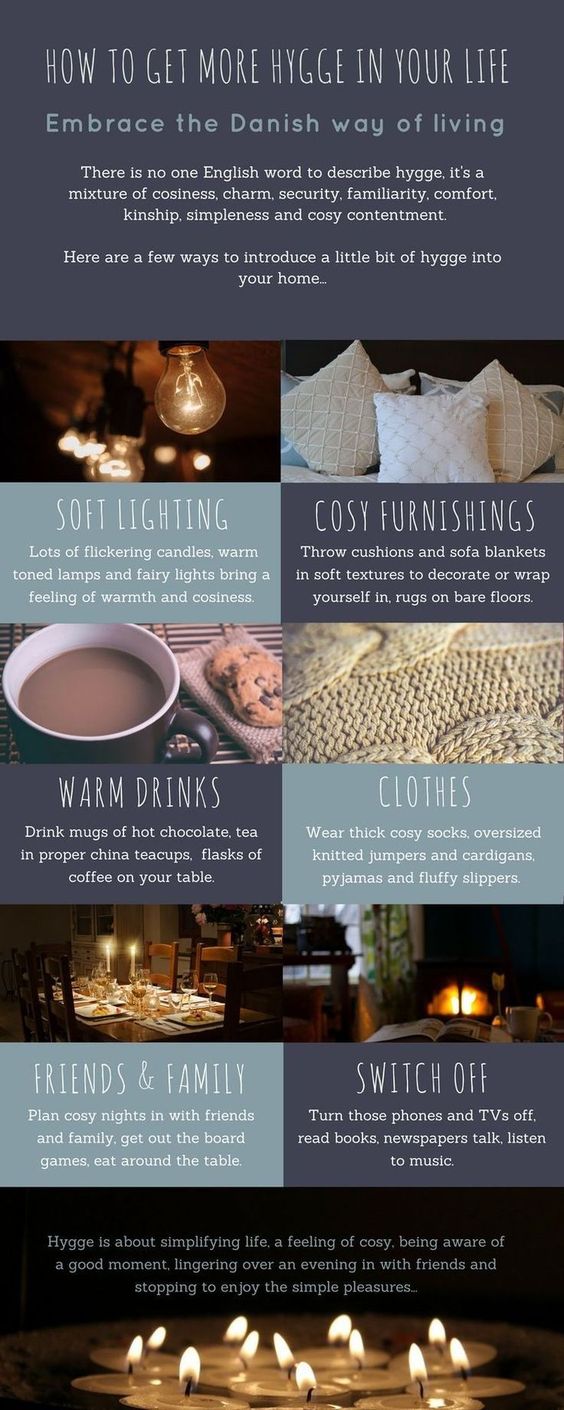 HOW TO GET MORE HYGGE IN YOUR LIFE
Embrace the Danish way of living
There is no one English word to describe hygge, it's a
mixture of cosiness, charm, security, familiarity, comfort,
kinship, simpleness and cosy contentment.
Here are a few ways to introduce a little bit of hygge into
your home...
SOFT LIGHTING
Lots of flickering candles, warm
toned lamps and fairy lights bring a
feeling of warmth and cosiness.
COSY FURNISHINGS
Throw cushions and sofa blankets
in soft textures to decorate or wrap
yourself in, rugs on bare floors.
WARM DRINKS
Drink mugs of hot chocolate, tea
in proper china teacups, flasks of
coffee on your table.
CLOTHES
Wear thick cosy socks, oversized
knitted jumpers and cardigans,
pyjamas and fluffy slippers.
FRIENDS & FAMILY
Plan cosy nights in with friends
and family, get out the board
games, eat around the table.
SWITCH OFF
Turn those phones and TVs off,
read books, newspapers talk, listen
to music.
Hygge is about simplifying life, a feeling of cosy, being aware of
a good moment, lingering over an evening in with friends and
stopping to enjoy the simple pleasures...